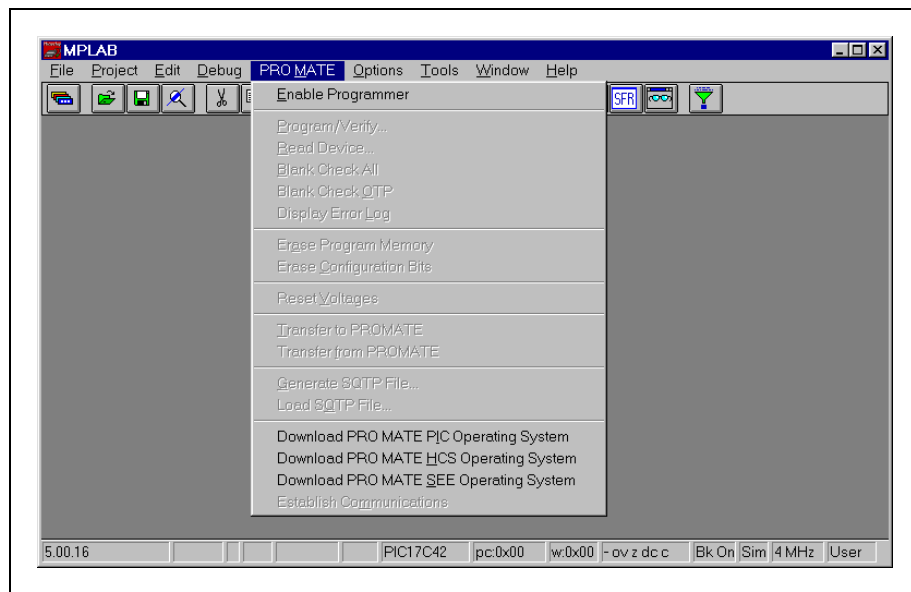 MPLAB
File Project Edit Debug PRO MATE Options Tools Window Help
SFR
Enable Programmer
Program/Verify...
Read Device...
Blank Check All
Blank Check OTP
Display Error Log
Erase Program Memory
Erase Configuration Bits
Reset Voltages
Transfer to PROMATE
Transfer from PROMATE
Generate SQTP File...
Load SQTP File...
Download PRO MATE PIC Operating System
Download PRO MATE HCS Operating System
Download PRO MATE SEE Operating System
Establish Communications
5.00.16 PIC17C42 pc:0x00 w:0x00 - ov z dc c Bk On Sim 4 MHz User